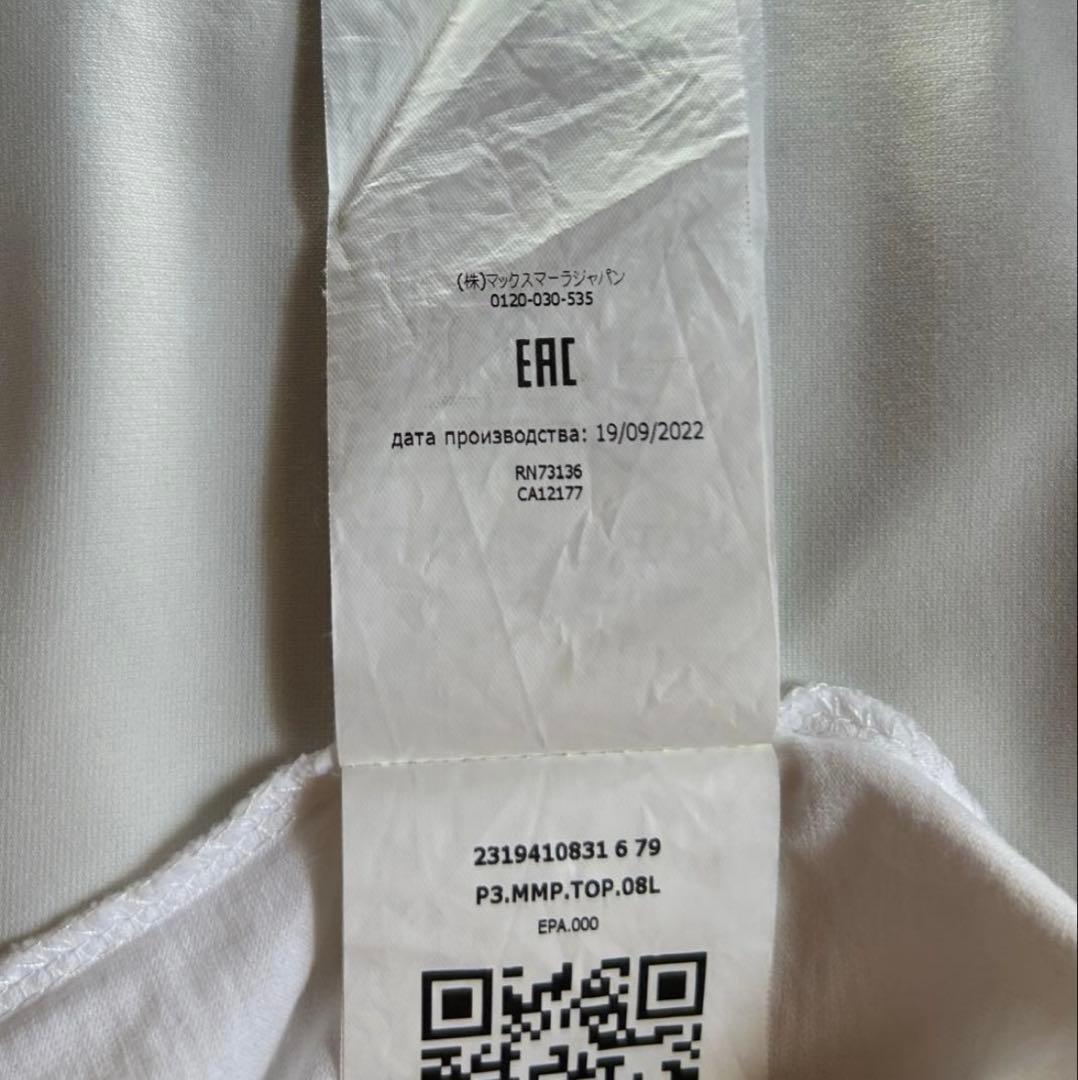 (株)マックスマーラジャパン
0120-030-535
EAC
дата производства: 19/09/2022
RN73136
CA12177
2319410831 6 79
P3.MMP.TOP.08L
EPA.000